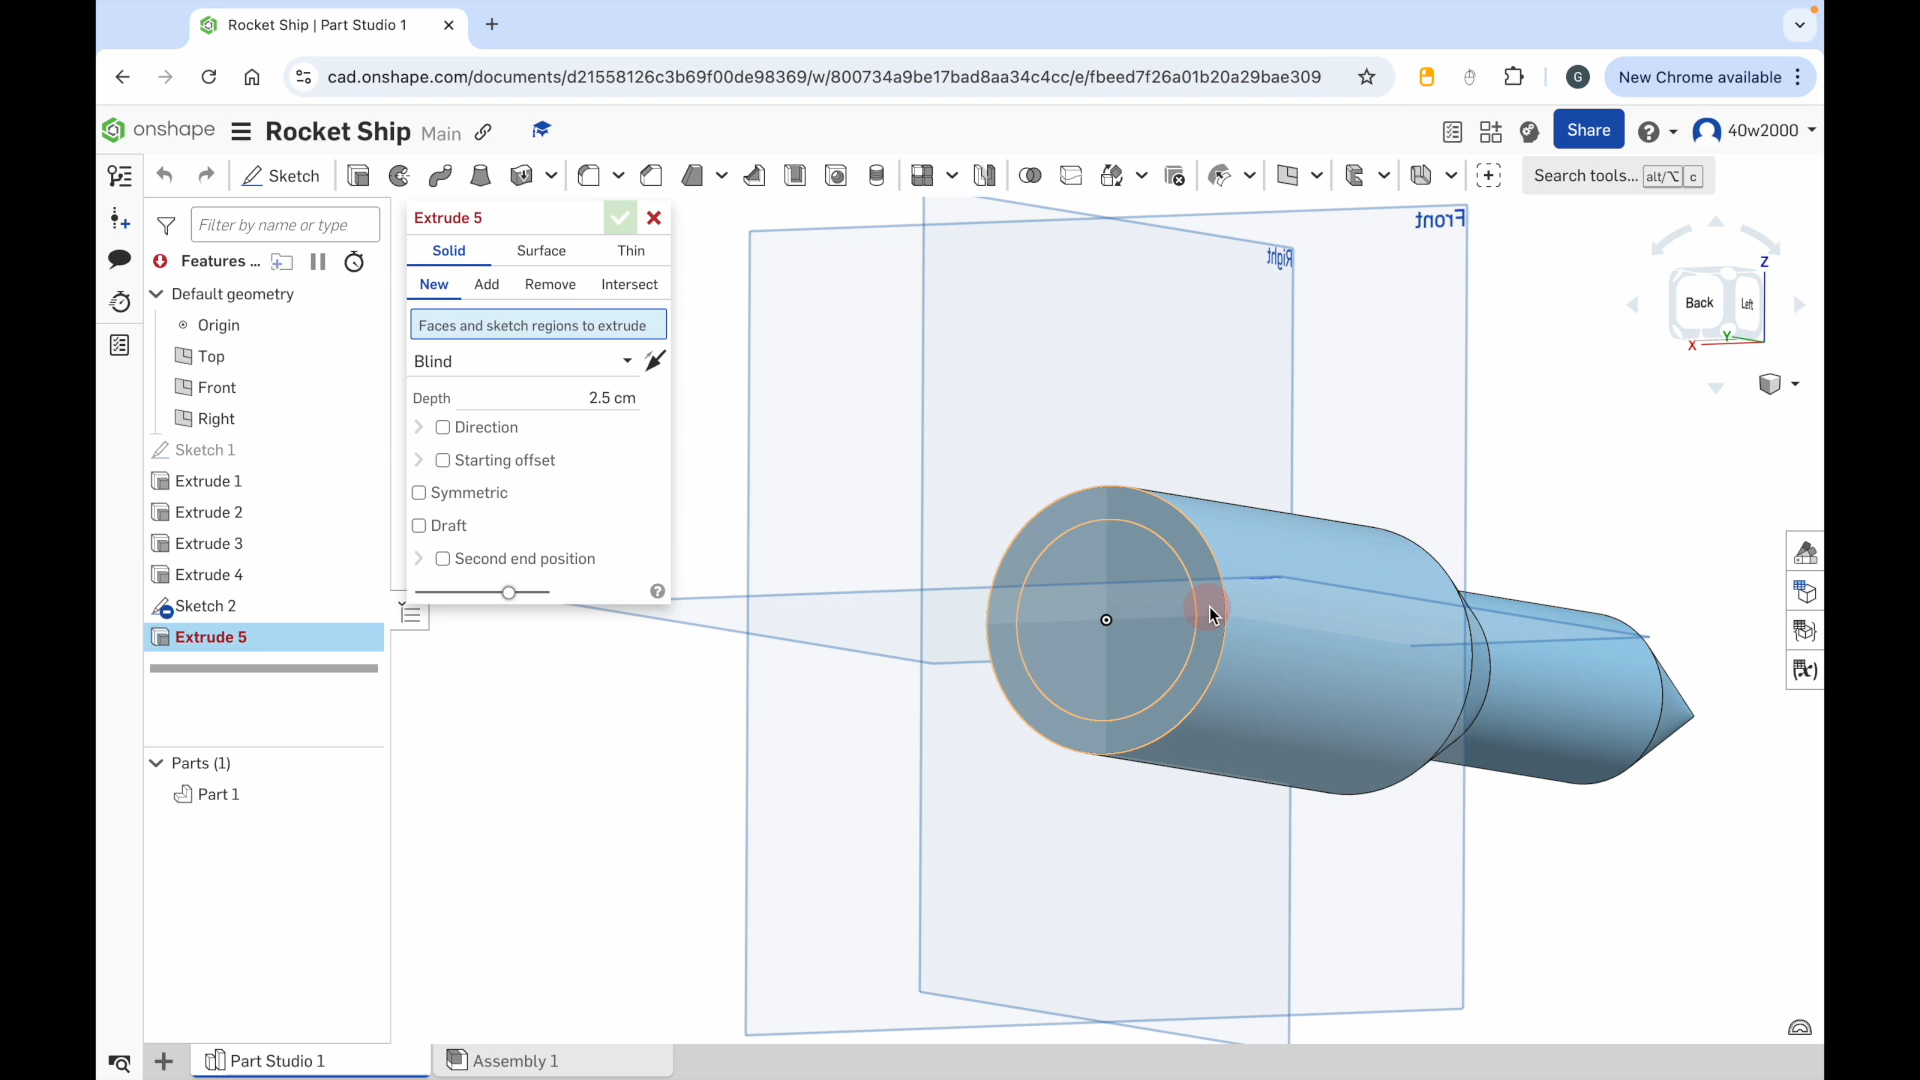 Rocket Ship | Part Studio 1
cad.onshape.com/documents/d21558126c3b69f00de98369/w/800734a9be17bad8aa34c4cc/e/fbeed7f26a01b20a29bae309
G
New Chrome available
onshape
Rocket Ship Main
Share
40w2000
Sketch
Search tools... alt/⌥ c
Filter by name or type
Features ...
Default geometry
Origin
Top
Front
Right
Sketch 1
Extrude 1
Extrude 2
Extrude 3
Extrude 4
Sketch 2
Extrude 5
Parts (1)
Part 1
Extrude 5
Solid Surface Thin
New Add Remove Intersect
Faces and sketch regions to extrude
Blind
Depth 2.5 cm
Direction
Starting offset
Symmetric
Draft
Second end position
Front
Right
Z
Back Left
Y
X
Part Studio 1
Assembly 1